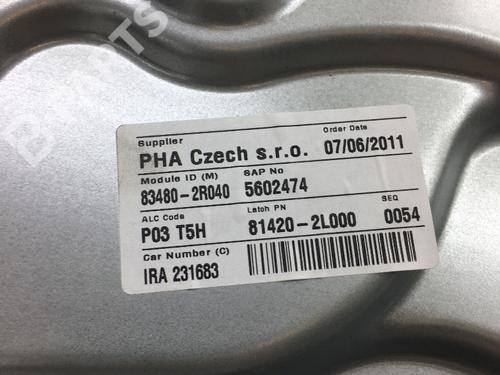 B-PARTS
Supplier Order Date
PHA Czech s.r.o. 07/06/2011
Module ID (M) SAP No
83480-2R040 5602474
ALC Code Latch PN SEQ
P03 T5H 81420-2L000 0054
Car Number (C)
IRA 231683